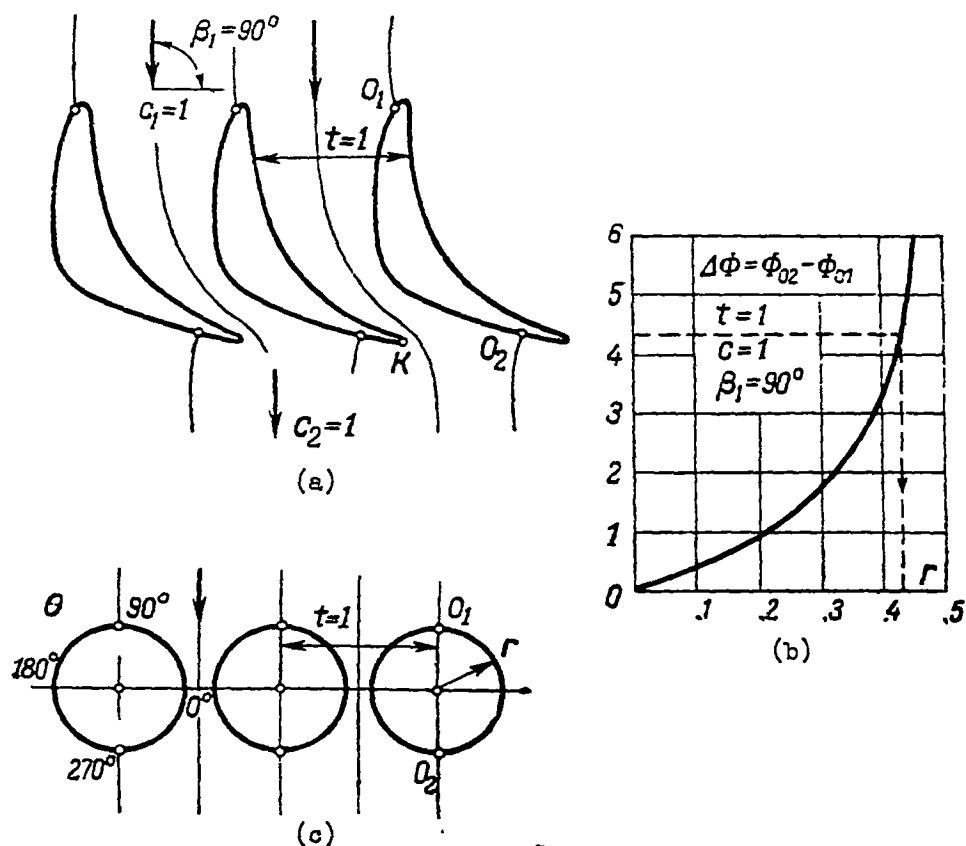 β₁=90°
c₁=1
O₁
t=1
K
O₂
c₂=1
(a)
6
5
4
3
2
1
0
ΔΦ=Φ₀₂-Φ₀₁
t=1
c=1
β₁=90°
r
.1 .2 .3 .4 .5
(b)
θ
90°
180°
0°
270°
t=1
O₁
r
O₂
(c)